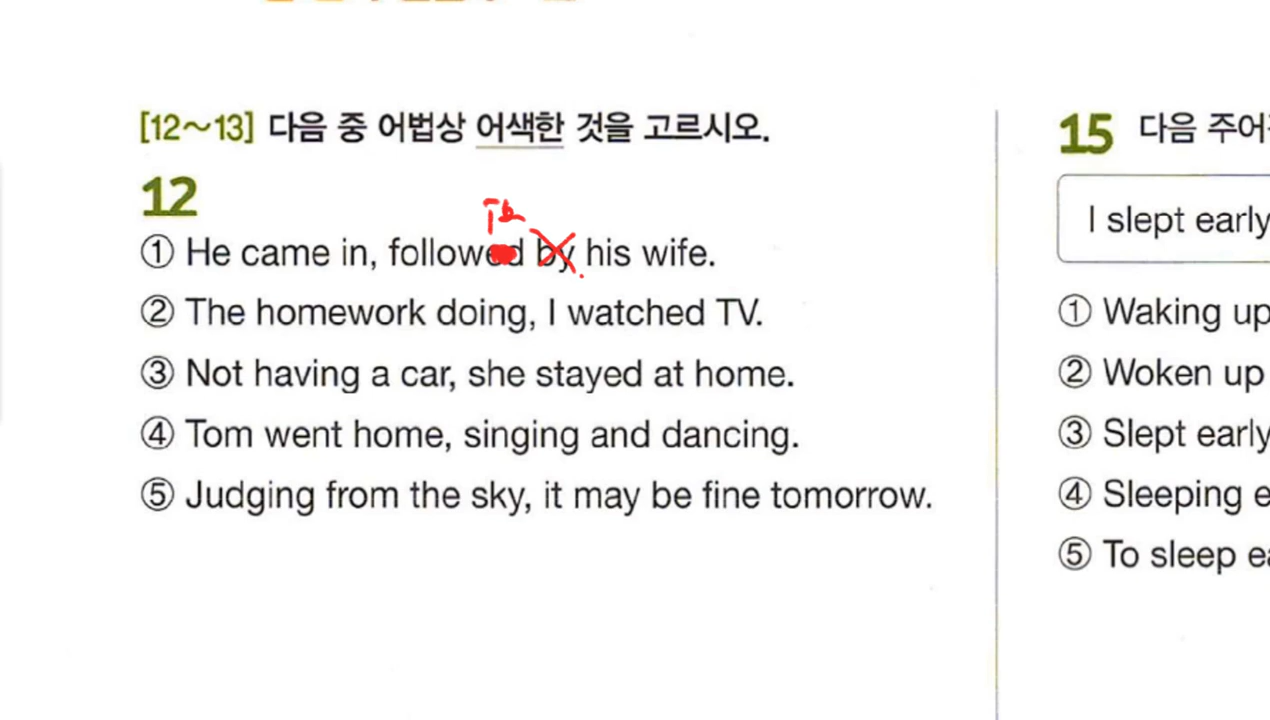 [12~13] 다음 중 어법상 어색한 것을 고르시오.
12
① He came in, followed by his wife.
② The homework doing, I watched TV.
③ Not having a car, she stayed at home.
④ Tom went home, singing and dancing.
⑤ Judging from the sky, it may be fine tomorrow.
15 다음 주어
I slept early
① Waking up
② Woken up
③ Slept early
④ Sleeping e
⑤ To sleep ea